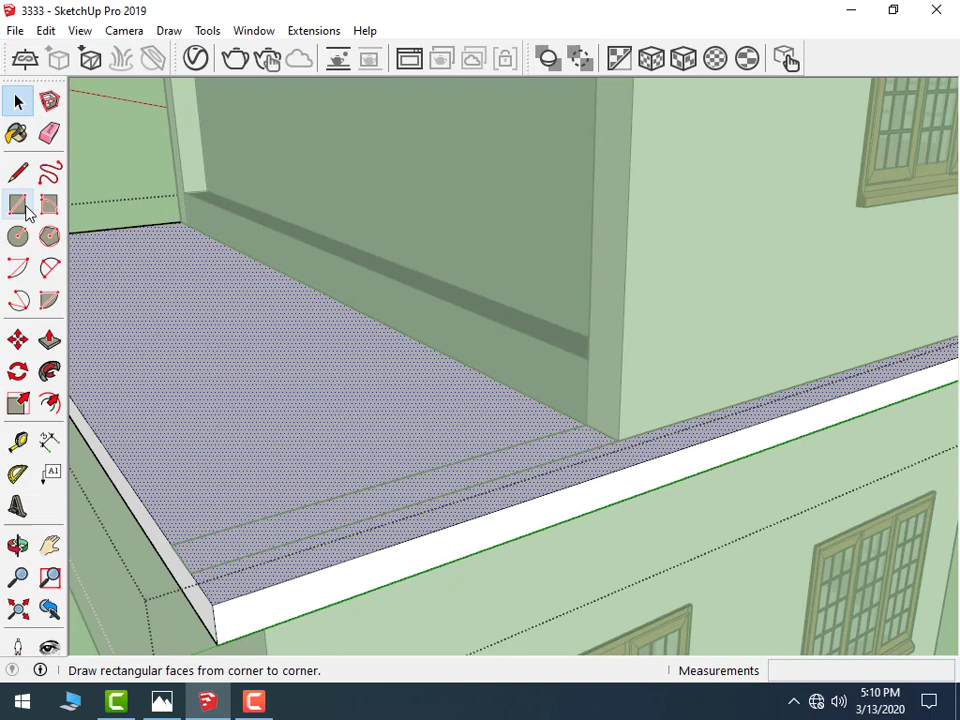 3333 - SketchUp Pro 2019
File Edit View Camera Draw Tools Window Extensions Help
A1
Draw rectangular faces from corner to corner.
Measurements
5:10 PM
3/13/2020